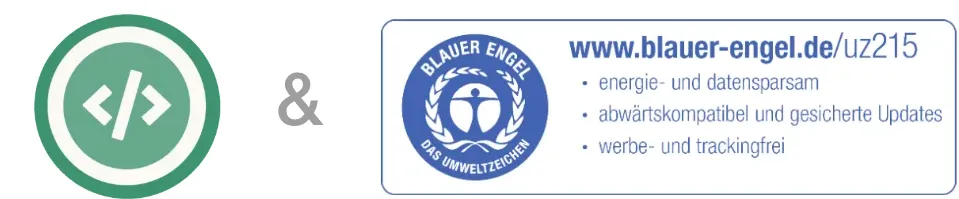 </>
&
BLAUER ENGEL
DAS UMWELTZEICHEN
www.blauer-engel.de/uz215
• energie- und datensparsam
• abwärtskompatibel und gesicherte Updates
• werbe- und trackingfrei